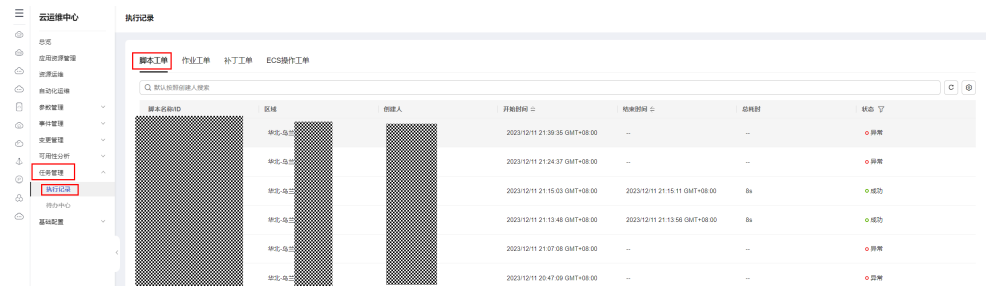 云运维中心
执行记录
总览
应用资源管理
资源运维
自动化运维
参数管理
事件管理
变更管理
可用性分析
任务管理
执行记录
待办中心
基础配置
脚本工单 作业工单 补丁工单 ECS操作工单
默认按照创建人搜索
脚本名称/ID 区域 创建人 开始时间 结束时间 总耗时 状态
华北-乌兰 2023/12/11 21:39:35 GMT+08:00 -- -- 异常
华北-乌兰 2023/12/11 21:24:37 GMT+08:00 -- -- 异常
华北-乌兰 2023/12/11 21:15:03 GMT+08:00 2023/12/11 21:15:11 GMT+08:00 8s 成功
华北-乌兰 2023/12/11 21:13:48 GMT+08:00 2023/12/11 21:13:56 GMT+08:00 8s 成功
华北-乌兰 2023/12/11 21:07:08 GMT+08:00 -- -- 异常
华北-乌兰 2023/12/11 20:47:09 GMT+08:00 -- -- 异常